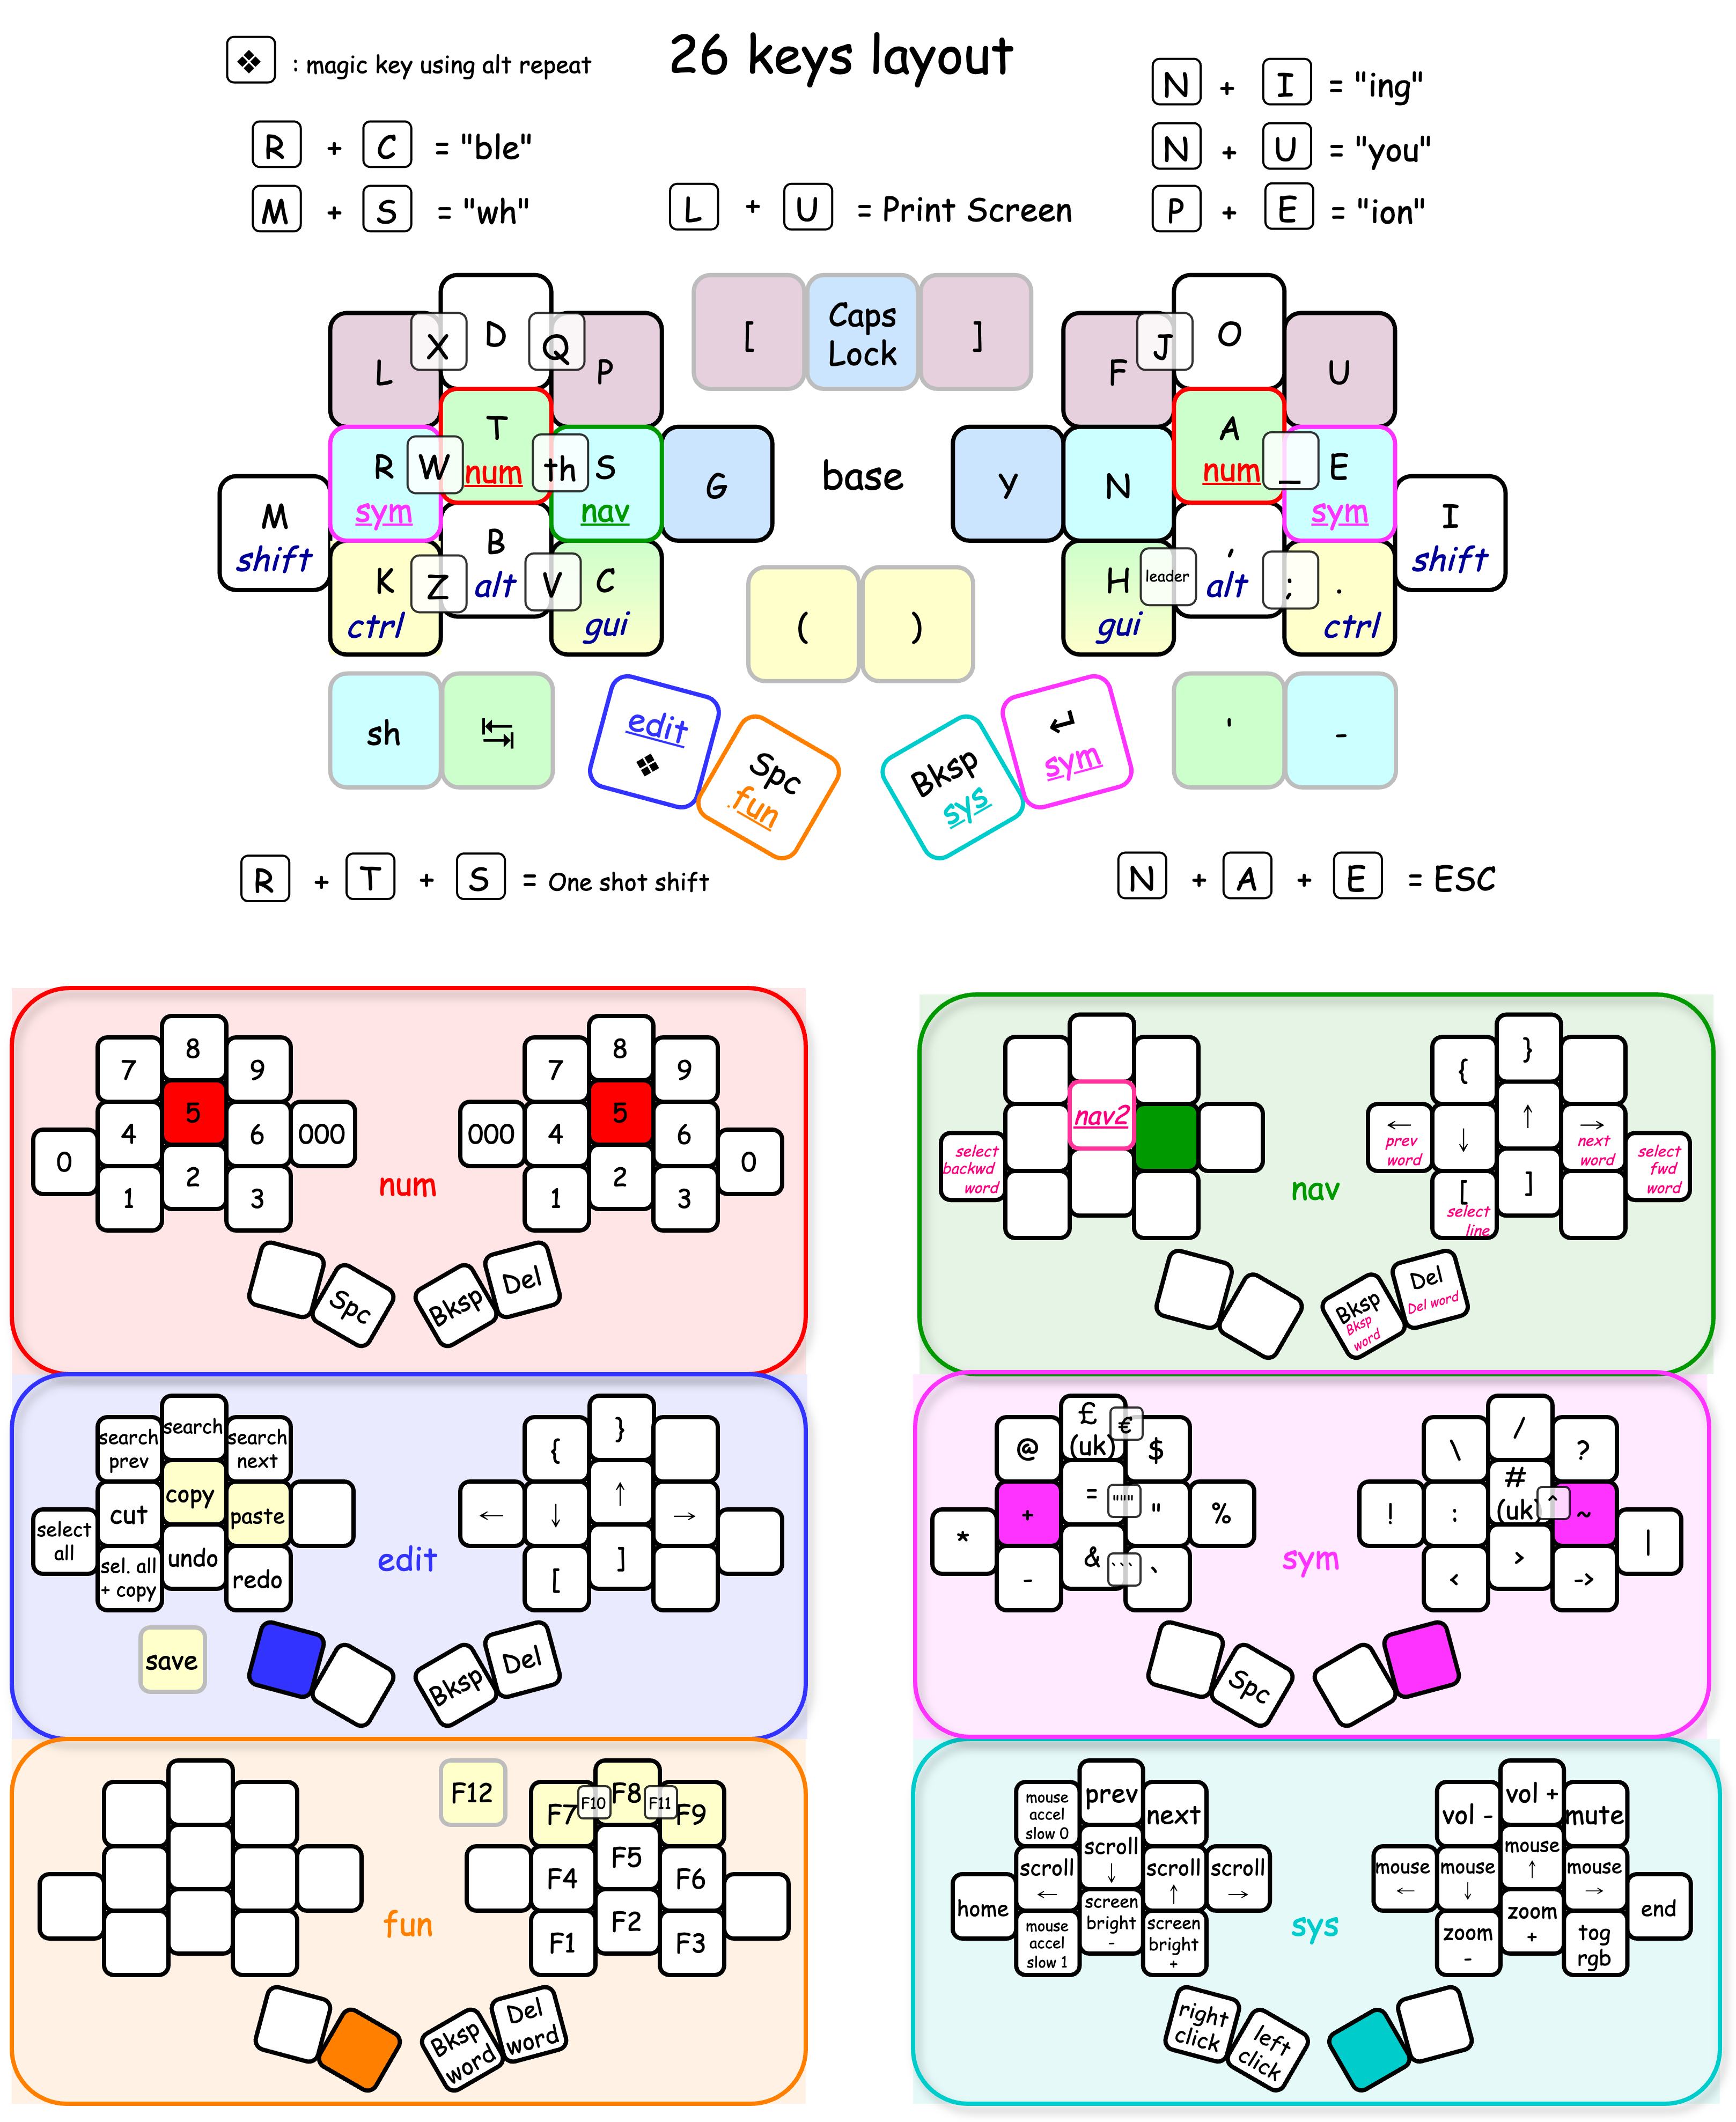 26 keys layout
❖ : magic key using alt repeat
R + C = "ble"
M + S = "wh"
L + U = Print Screen
N + I = "ing"
N + U = "you"
P + E = "ion"
L X D Q P
R sym W T num th S nav G
M shift
K ctrl Z B alt V C gui
[ Caps Lock ]
base
( )
F J O U
Y N A num _ E sym
I shift
H gui leader , alt ; . ctrl
sh ↹
edit ❖
Spc fun
Bksp sys
↵ sym
' -
R + T + S = One shot shift
N + A + E = ESC
7 8 9
4 5 6 000
0
1 2 3
num
7 8 9
000 4 5 6
0
1 2 3
Spc
Bksp Del
nav2
select
backwd
word
nav
{ }
←
prev
word
↓ ↑
→
next
word
select
fwd
word
[
select
line
]
Bksp
Bksp
word
Del
Del word
search
prev
search
search
next
cut copy paste
select
all
sel. all
+ copy
undo redo
edit
{ }
← ↓ ↑ →
[ ]
save
Bksp Del
@
£
(uk)
€ $
+ = """ " %
*
- & ``` `
sym
\ / ?
! :
#
(uk)
^ ~
|
< > ->
Spc
fun
F12
F7 F10 F8 F11 F9
F4 F5 F6
F1 F2 F3
Bksp
word
Del
word
mouse
accel
slow 0
prev next
scroll
←
scroll
↓
scroll
↑
scroll
→
home
mouse
accel
slow 1
screen
bright
-
screen
bright
+
sys
vol - vol + mute
mouse
←
mouse
↓
mouse
↑
mouse
→
end
zoom
-
zoom
+
tog
rgb
right
click
left
click